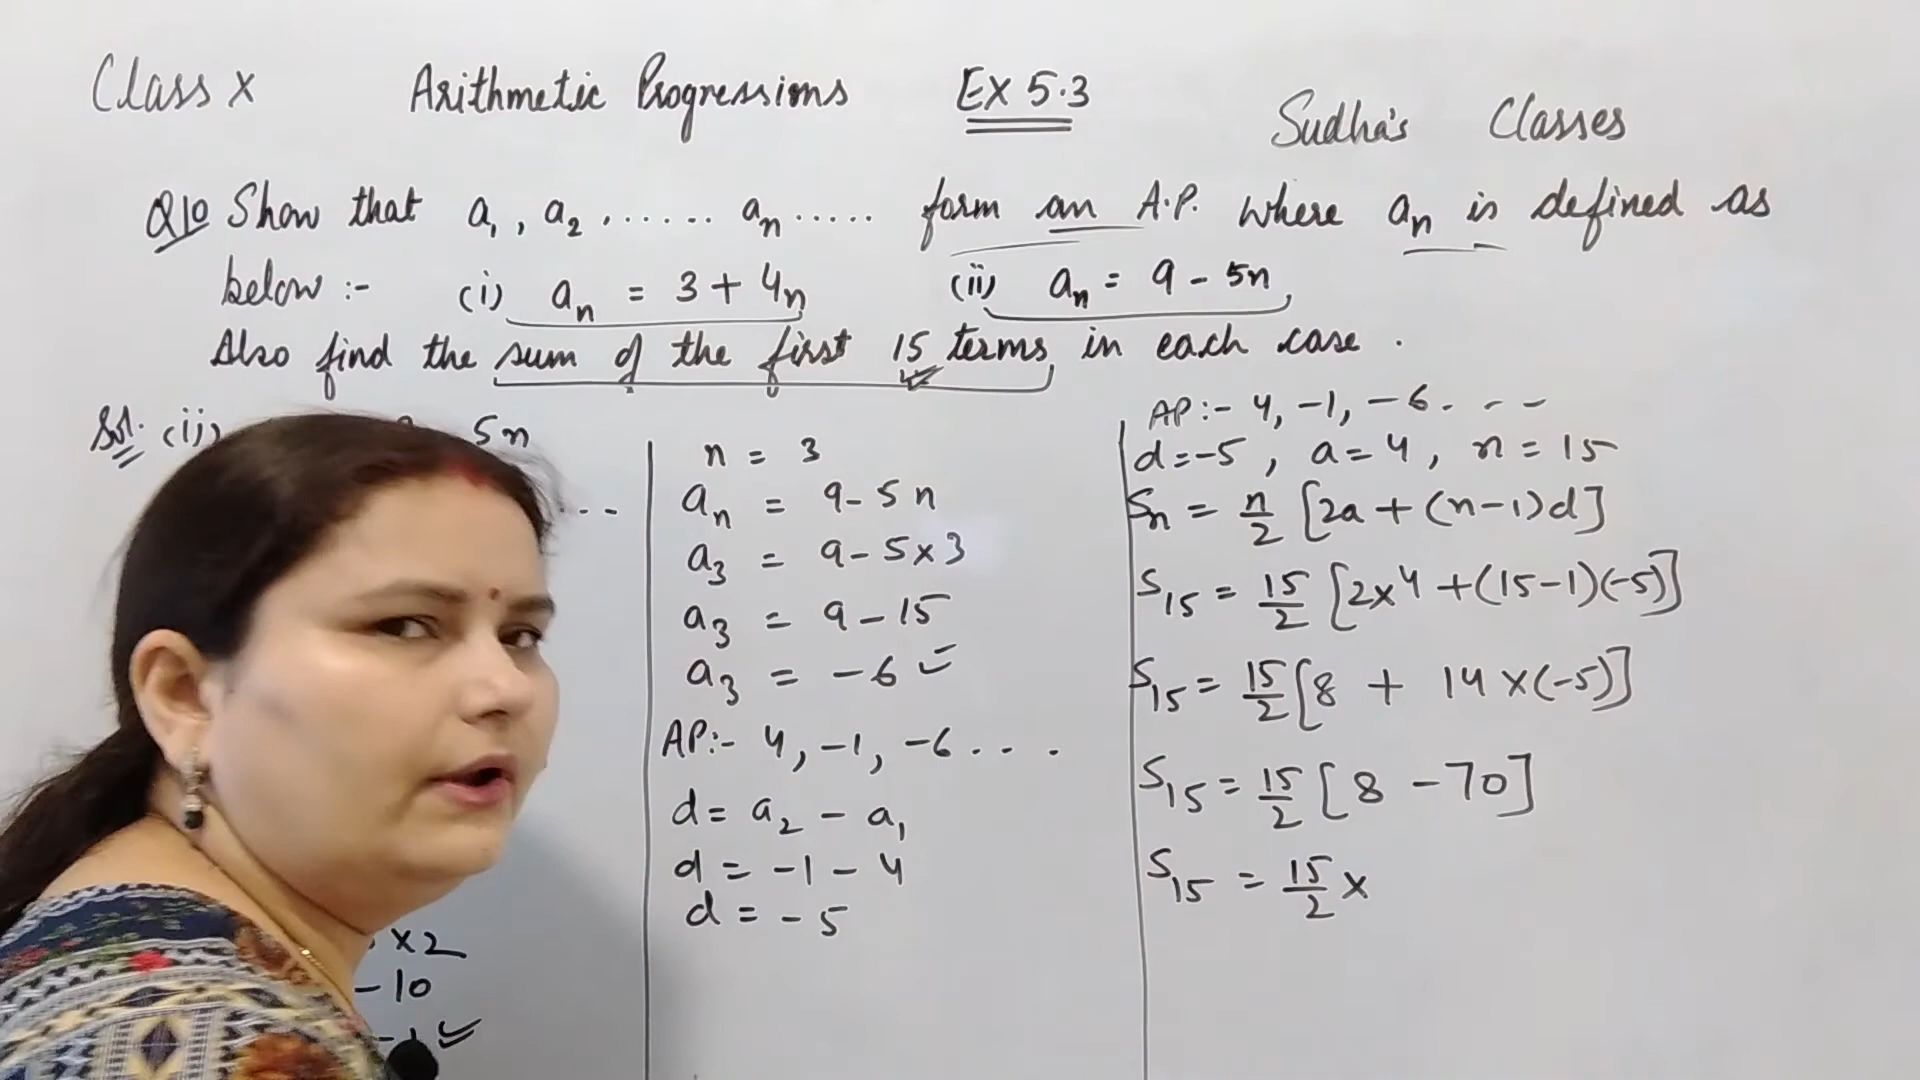 Class X Arithmetic Progressions EX 5.3 Sudha's Classes
Q10 Show that a₁, a₂ ...... aₙ ..... form an A.P. where aₙ is defined as
below :- (i) aₙ = 3 + 4n (ii) aₙ = 9 - 5n
Also find the sum of the first 15 terms in each case .
Sol. (ii) 5n
...
× 2
- 10
- 1 ✓
n = 3
aₙ = 9 - 5n
a₃ = 9 - 5×3
a₃ = 9 - 15
a₃ = -6 ✓
AP:- 4, -1, -6 . . .
d = a₂ - a₁
d = -1 - 4
d = -5
AP:- 4, -1, -6 . - -
d = -5 , a = 4 , n = 15
Sₙ = n/2 [2a + (n-1)d]
S₁₅ = 15/2 [2×4 + (15-1)(-5)]
S₁₅ = 15/2 [8 + 14 × (-5)]
S₁₅ = 15/2 [8 - 70]
S₁₅ = 15/2 ×